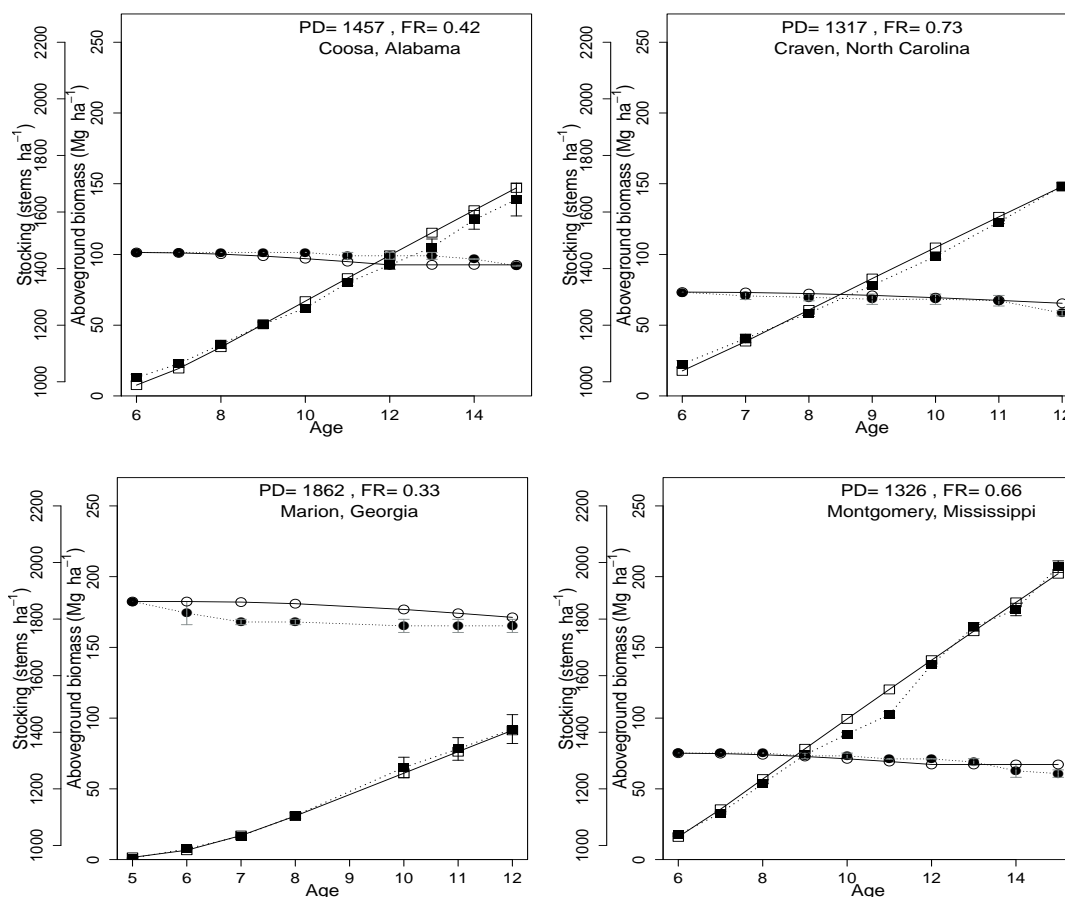 PD= 1457 , FR= 0.42
Coosa, Alabama
Stocking (stems ha−1)
1000 1200 1400 1600 1800 2000 2200
Aboveground biomass (Mg ha−1)
0 50 100 150 200 250
6 8 10 12 14
Age
PD= 1317 , FR= 0.73
Craven, North Carolina
Stocking (stems ha−1)
1000 1200 1400 1600 1800 2000 2200
Aboveground biomass (Mg ha−1)
0 50 100 150 200 250
6 7 8 9 10 11 12
Age
PD= 1862 , FR= 0.33
Marion, Georgia
Stocking (stems ha−1)
1000 1200 1400 1600 1800 2000 2200
Aboveground biomass (Mg ha−1)
0 50 100 150 200 250
5 6 7 8 9 10 11 12
Age
PD= 1326 , FR= 0.66
Montgomery, Mississippi
Stocking (stems ha−1)
1000 1200 1400 1600 1800 2000 2200
Aboveground biomass (Mg ha−1)
0 50 100 150 200 250
6 8 10 12 14
Age